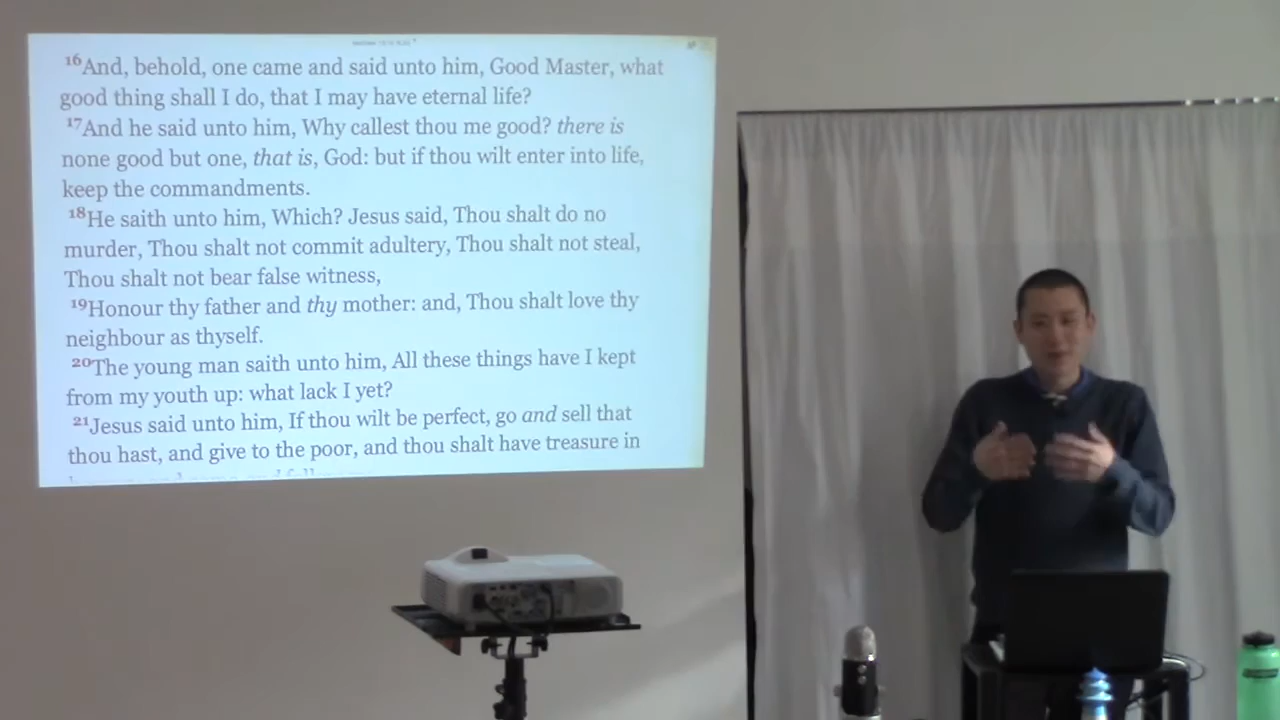 16And, behold, one came and said unto him, Good Master, what
good thing shall I do, that I may have eternal life?
17And he said unto him, Why callest thou me good? there is
none good but one, that is, God: but if thou wilt enter into life,
keep the commandments.
18He saith unto him, Which? Jesus said, Thou shalt do no
murder, Thou shalt not commit adultery, Thou shalt not steal,
Thou shalt not bear false witness,
19Honour thy father and thy mother: and, Thou shalt love thy
neighbour as thyself.
20The young man saith unto him, All these things have I kept
from my youth up: what lack I yet?
21Jesus said unto him, If thou wilt be perfect, go and sell that
thou hast, and give to the poor, and thou shalt have treasure in